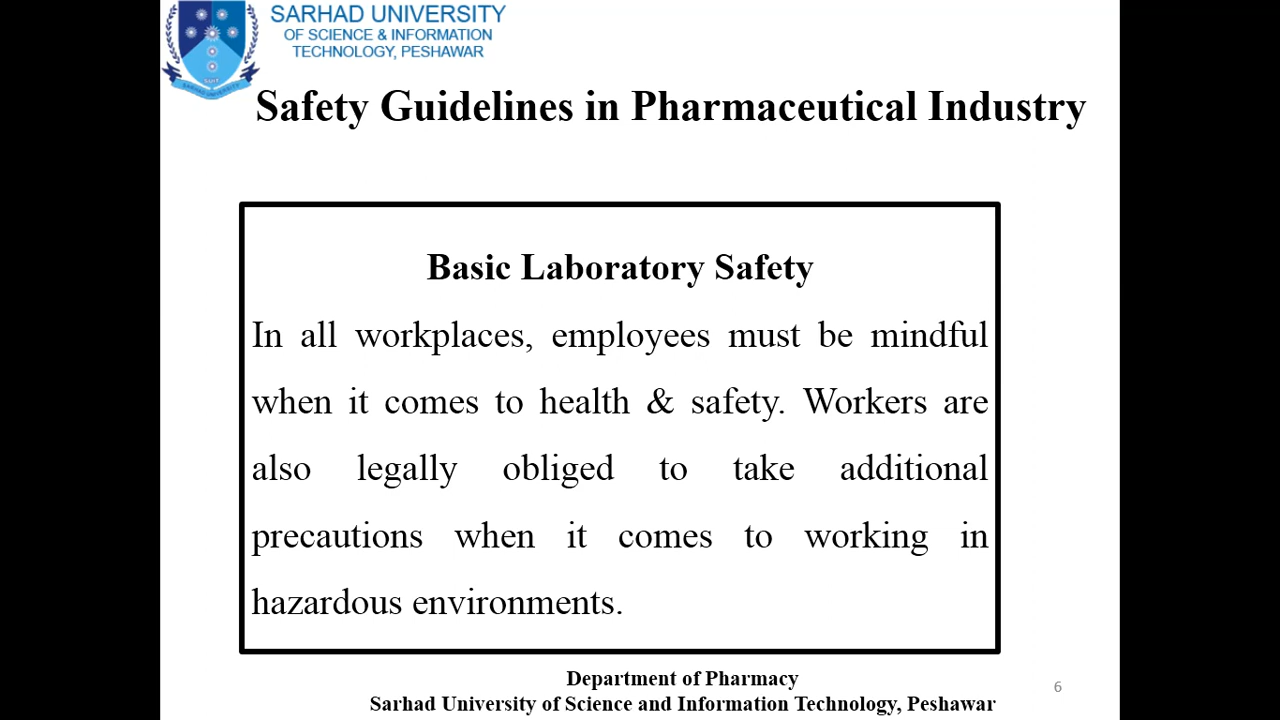 SARHAD UNIVERSITY
OF SCIENCE & INFORMATION
TECHNOLOGY, PESHAWAR
Safety Guidelines in Pharmaceutical Industry
Basic Laboratory Safety
In all workplaces, employees must be mindful
when it comes to health & safety. Workers are
also legally obliged to take additional
precautions when it comes to working in
hazardous environments.
Department of Pharmacy
Sarhad University of Science and Information Technology, Peshawar
6